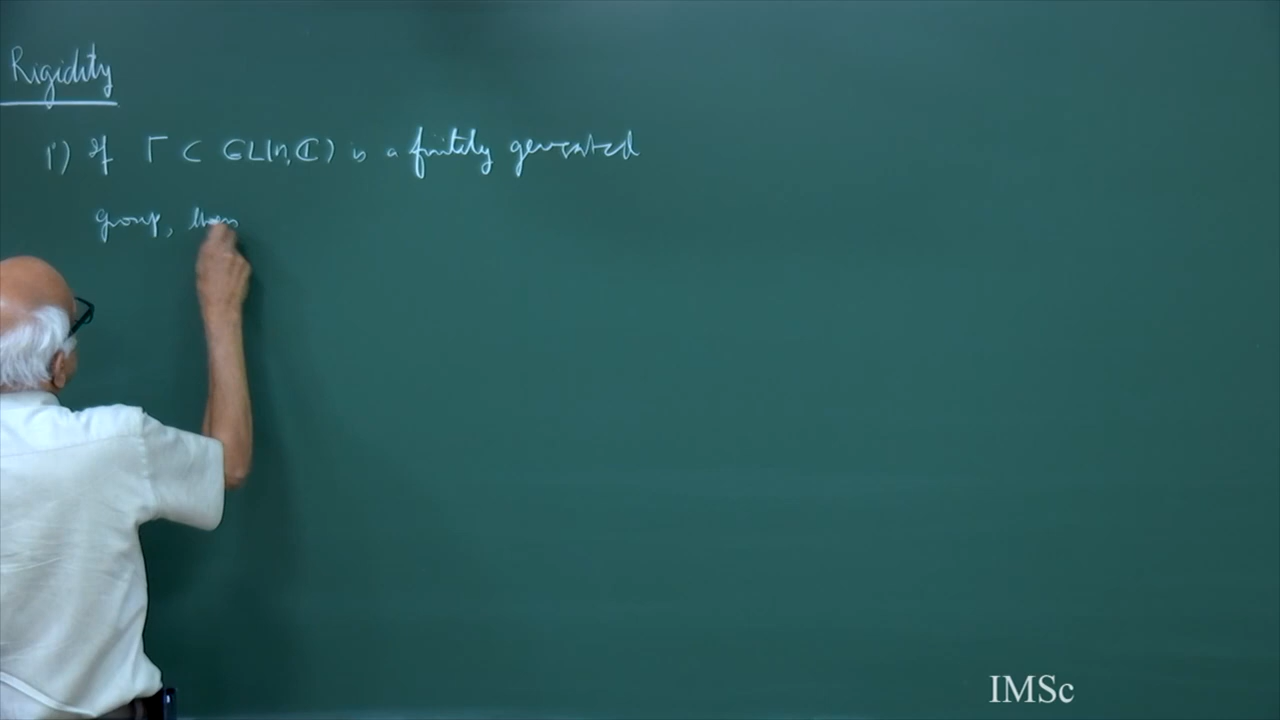 Rigidity
1) If Γ ⊂ GL(n,ℂ) is a finitely generated
group, then
IMSc